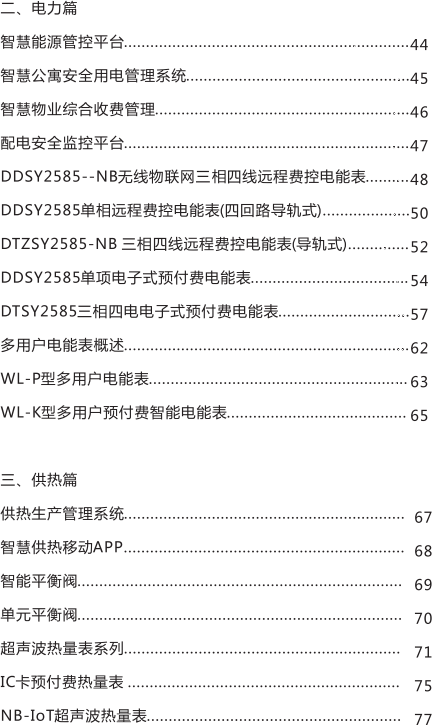 二、电力篇
智慧能源管控平台................................................................44
智慧公寓安全用电管理系统..................................................45
智慧物业综合收费管理.........................................................46
配电安全监控平台................................................................47
DDSY2585--NB无线物联网三相四线远程费控电能表..........48
DDSY2585单相远程费控电能表(四回路导轨式)...................50
DTZSY2585-NB 三相四线远程费控电能表(导轨式)..............52
DDSY2585单项电子式预付费电能表....................................54
DTSY2585三相四电电子式预付费电能表.............................57
多用户电能表概述................................................................62
WL-P型多用户电能表...........................................................63
WL-K型多用户预付费智能电能表......................................... 65
三、供热篇
供热生产管理系统................................................................ 67
智慧供热移动APP................................................................ 68
智能平衡阀.......................................................................... 69
单元平衡阀.......................................................................... 70
超声波热量表系列............................................................... 71
IC卡预付费热量表 .............................................................. 75
NB-IoT超声波热量表.......................................................... 77